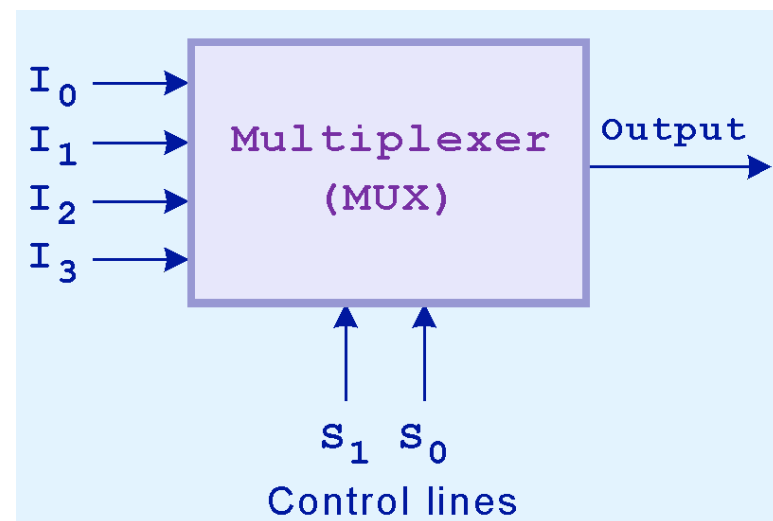 I0
I1
I2
I3
Multiplexer
(MUX)
Output
S1 S0
Control lines